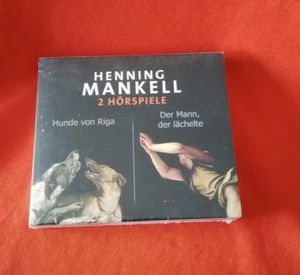 HENNING
MANKELL
2 HÖRSPIELE
Hunde von Riga
Der Mann,
der lächelte